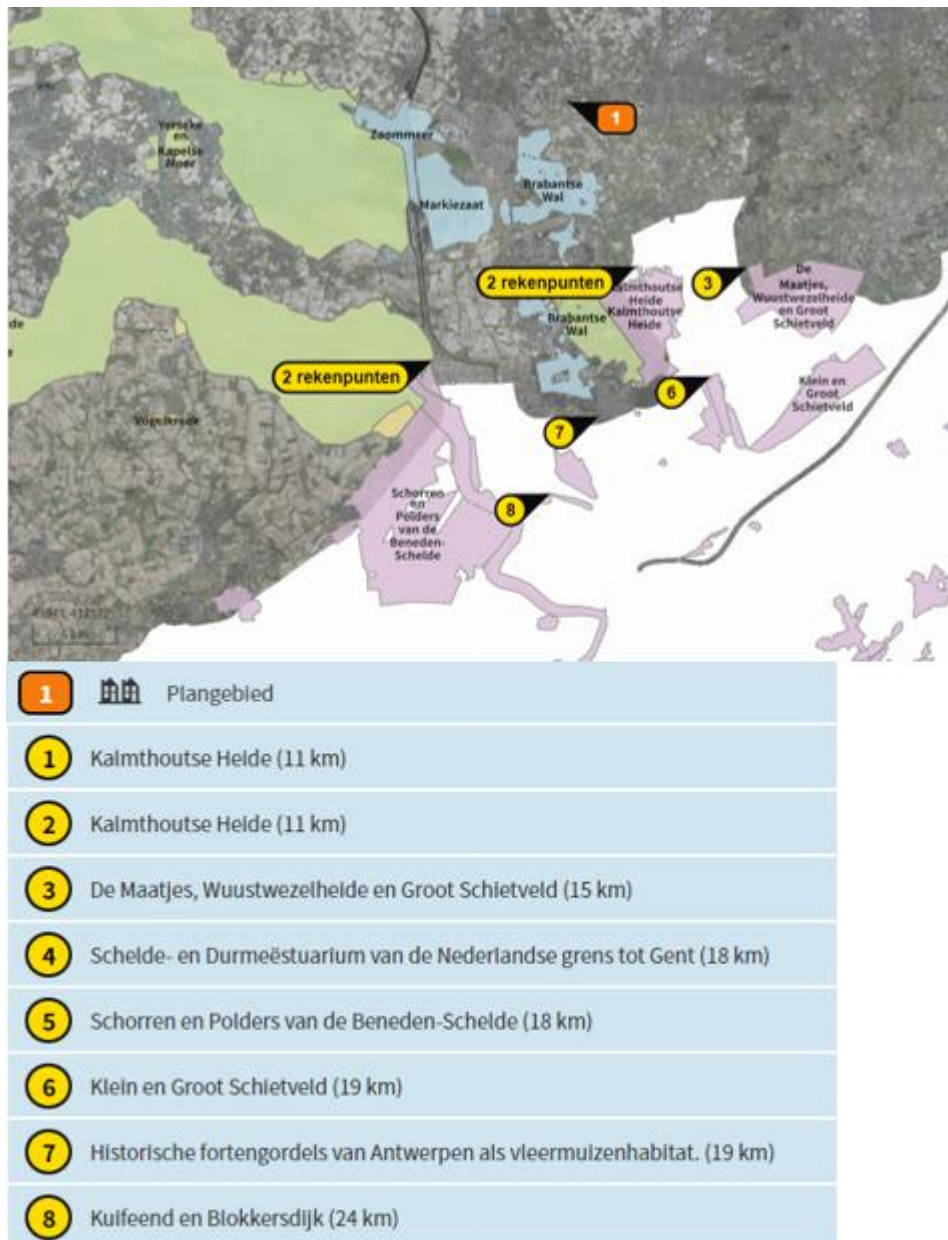 1
Zoommeer
Yerseke
en
Kapelse
Moer
Markiezaat
Brabantse
Wal
2 rekenpunten
Kalmthoutse
Heide
Kalmthoutse
Heide
3
De
Maatjes,
Wuustwezelheide
en Groot
Schietveld
Brabantse
Wal
2 rekenpunten
6
Klein en
Groot
Schietveld
Vogelkreek
7
8
Schorren
en
Polders
van de
Beneden-
Schelde
5 km
1 Plangebied
1 Kalmthoutse Heide (11 km)
2 Kalmthoutse Heide (11 km)
3 De Maatjes, Wuustwezelheide en Groot Schietveld (15 km)
4 Schelde- en Durmeëstuarium van de Nederlandse grens tot Gent (18 km)
5 Schorren en Polders van de Beneden-Schelde (18 km)
6 Klein en Groot Schietveld (19 km)
7 Historische fortengordels van Antwerpen als vleermuizenhabitat. (19 km)
8 Kuifeend en Blokkersdijk (24 km)